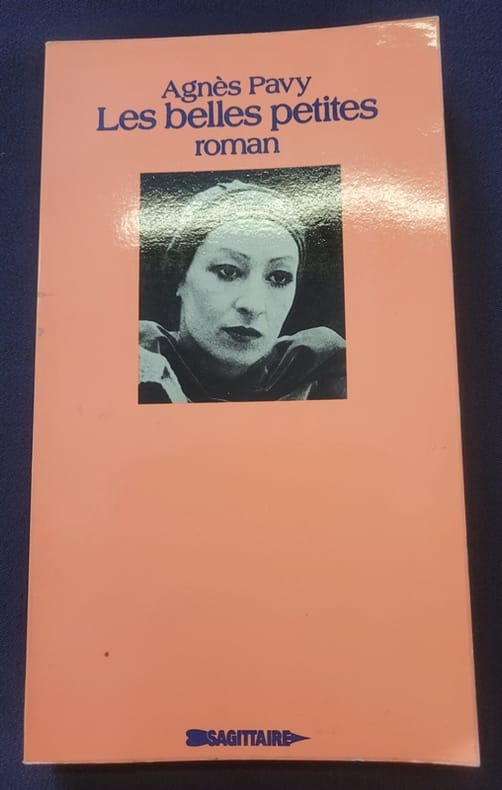 Agnès Pavy
Les belles petites
roman
SAGITTAIRE